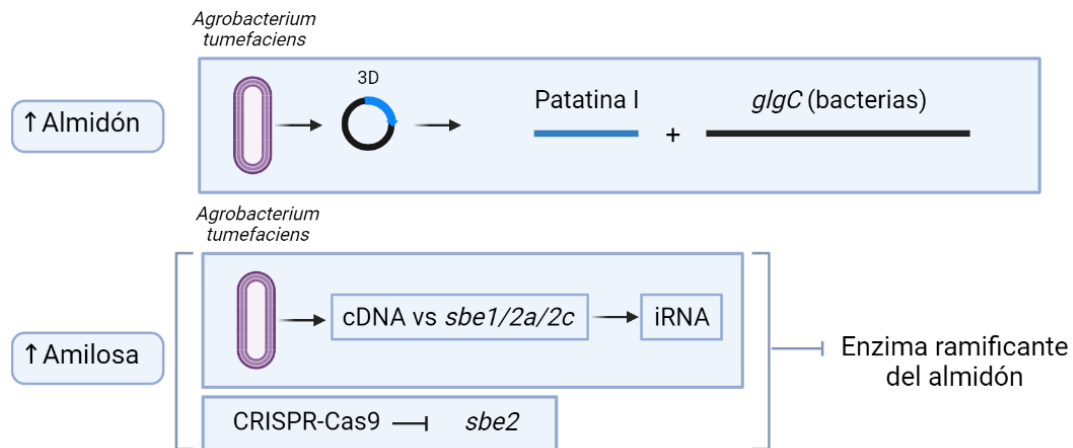 Agrobacterium
tumefaciens
↑ Almidón
3D
Patatina I
+
glgC (bacterias)
Agrobacterium
tumefaciens
↑ Amilosa
cDNA vs sbe1/2a/2c
iRNA
CRISPR-Cas9
sbe2
Enzima ramificante
del almidón